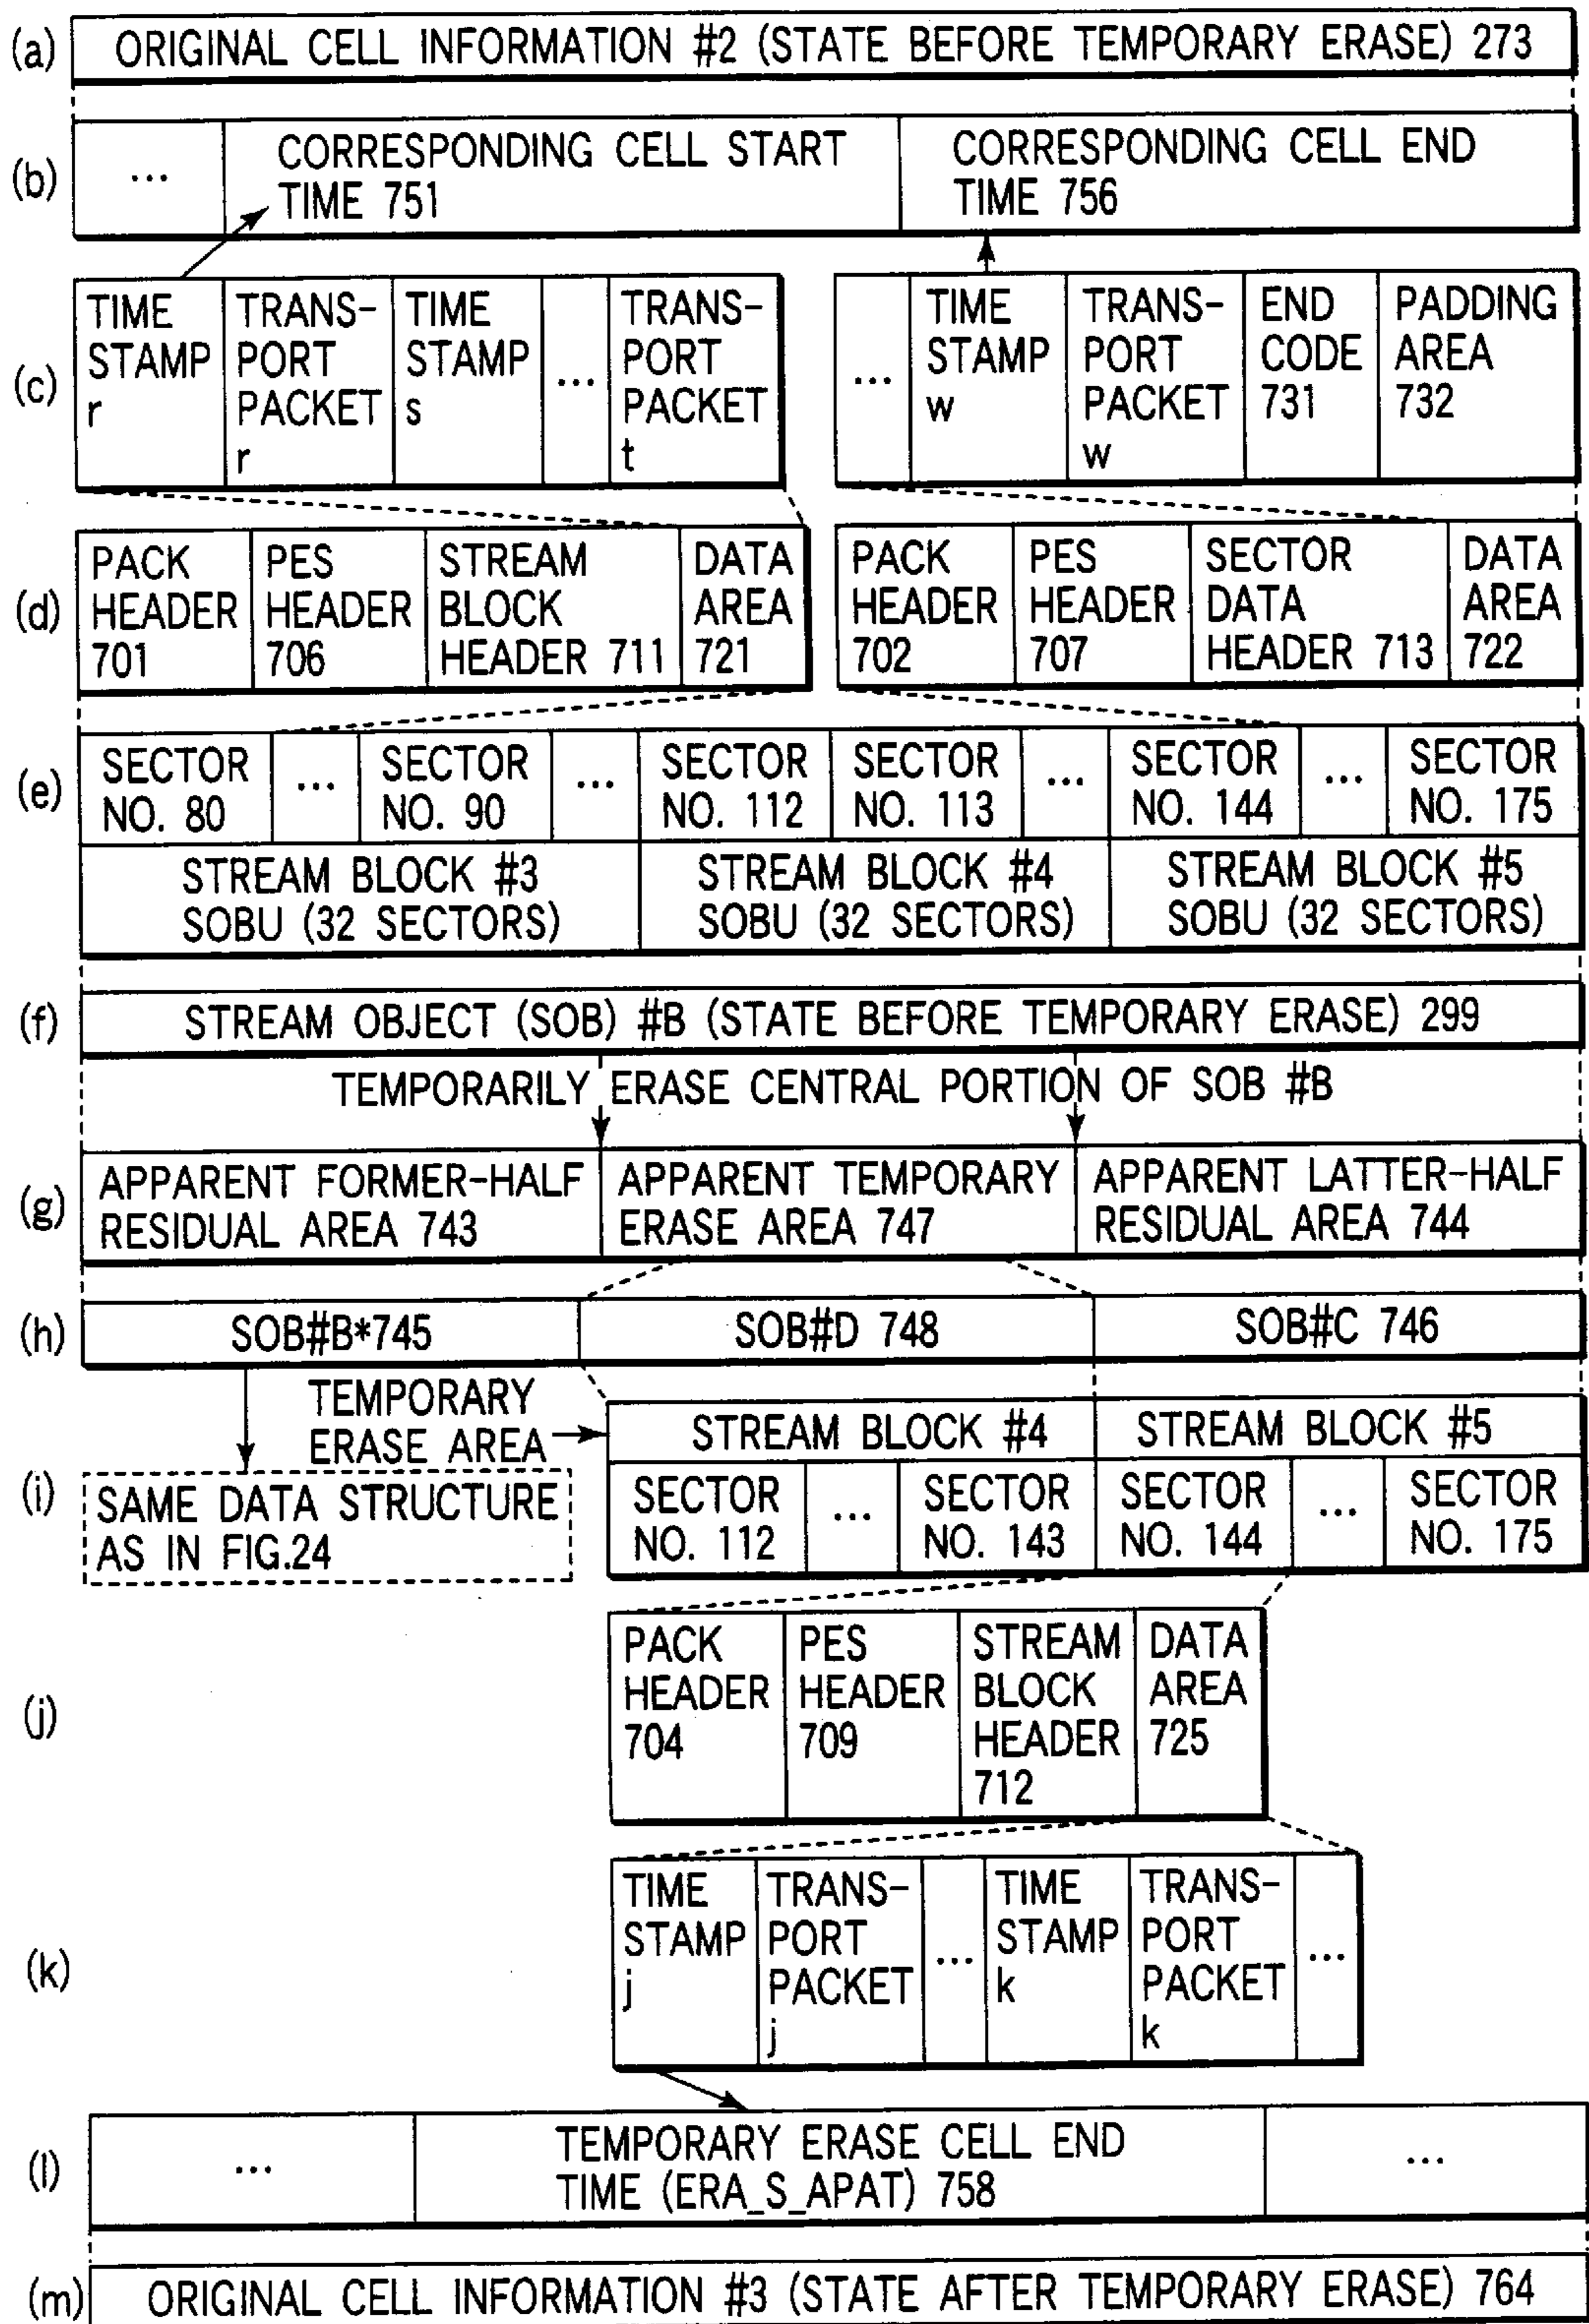 (a) ORIGINAL CELL INFORMATION #2 (STATE BEFORE TEMPORARY ERASE) 273
(b) ... CORRESPONDING CELL START TIME 751 CORRESPONDING CELL END TIME 756
(c) TIME STAMP r TRANS-PORT PACKET r TIME STAMP s ... TRANS-PORT PACKET t ... TIME STAMP w TRANS-PORT PACKET w END CODE 731 PADDING AREA 732
(d) PACK HEADER 701 PES HEADER 706 STREAM BLOCK HEADER 711 DATA AREA 721 PACK HEADER 702 PES HEADER 707 SECTOR DATA HEADER 713 DATA AREA 722
(e) SECTOR NO. 80 ... SECTOR NO. 90 ... SECTOR NO. 112 SECTOR NO. 113 ... SECTOR NO. 144 ... SECTOR NO. 175
STREAM BLOCK #3 SOBU (32 SECTORS) STREAM BLOCK #4 SOBU (32 SECTORS) STREAM BLOCK #5 SOBU (32 SECTORS)
(f) STREAM OBJECT (SOB) #B (STATE BEFORE TEMPORARY ERASE) 299
TEMPORARILY ERASE CENTRAL PORTION OF SOB #B
(g) APPARENT FORMER-HALF RESIDUAL AREA 743 APPARENT TEMPORARY ERASE AREA 747 APPARENT LATTER-HALF RESIDUAL AREA 744
(h) SOB#B*745 SOB#D 748 SOB#C 746
TEMPORARY ERASE AREA
(i) SAME DATA STRUCTURE AS IN FIG.24
STREAM BLOCK #4 STREAM BLOCK #5
SECTOR NO. 112 ... SECTOR NO. 143 SECTOR NO. 144 ... SECTOR NO. 175
(j) PACK HEADER 704 PES HEADER 709 STREAM BLOCK HEADER 712 DATA AREA 725
(k) TIME STAMP j TRANS-PORT PACKET j ... TIME STAMP k TRANS-PORT PACKET k ...
(l) ... TEMPORARY ERASE CELL END TIME (ERA_S_APAT) 758 ...
(m) ORIGINAL CELL INFORMATION #3 (STATE AFTER TEMPORARY ERASE) 764